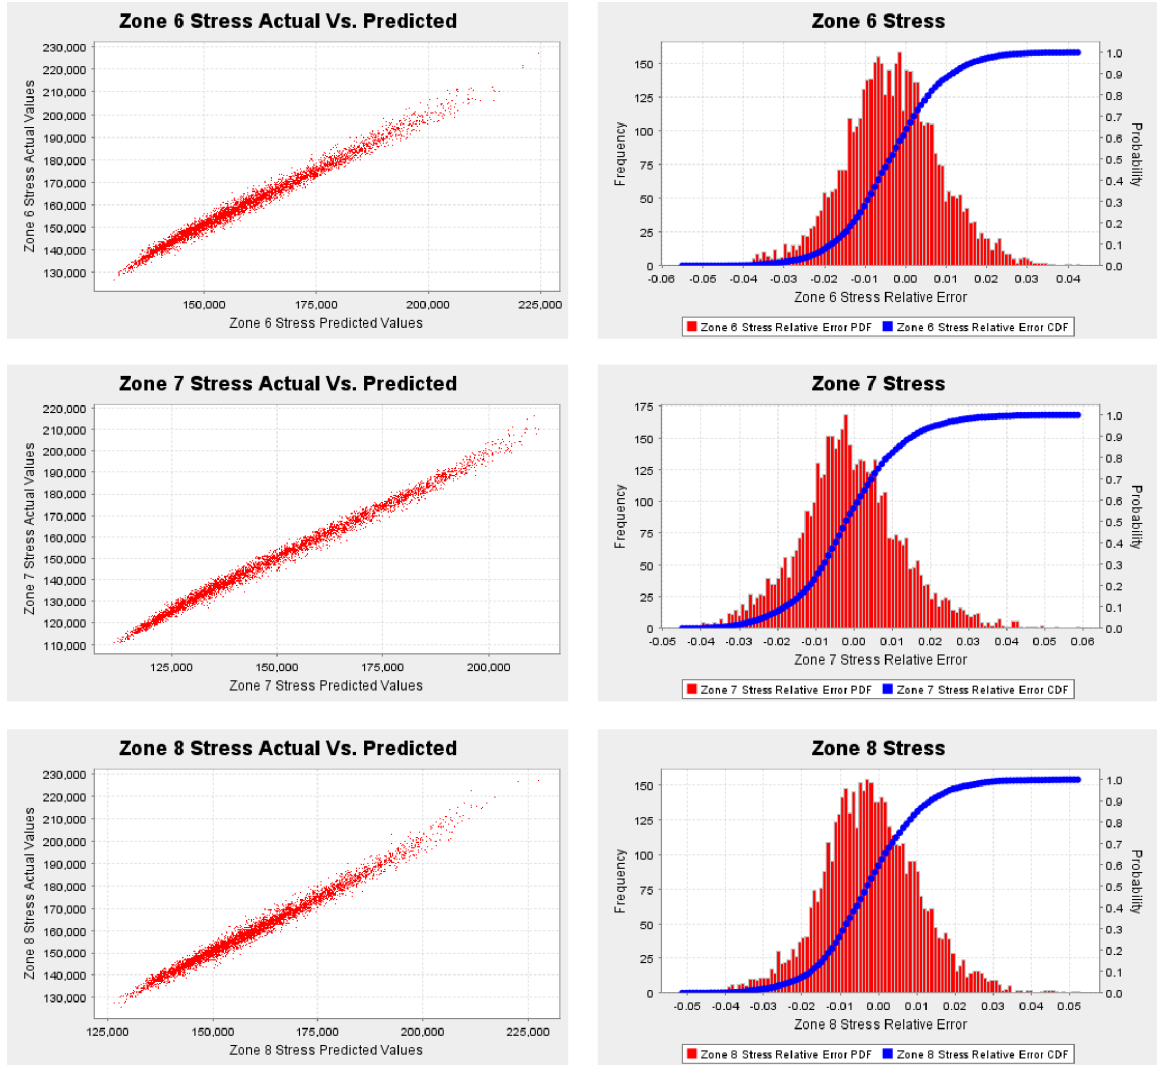 Zone 6 Stress Actual Vs. Predicted
Zone 6 Stress Actual Values
230,000
220,000
210,000
200,000
190,000
180,000
170,000
160,000
150,000
140,000
130,000
150,000 175,000 200,000 225,000
Zone 6 Stress Predicted Values
Zone 6 Stress
Frequency
150
125
100
75
50
25
0
1.0
0.9
0.8
0.7
0.6
0.5
0.4
0.3
0.2
0.1
0.0
Probability
-0.06 -0.05 -0.04 -0.03 -0.02 -0.01 0.00 0.01 0.02 0.03 0.04
Zone 6 Stress Relative Error
Zone 6 Stress Relative Error PDF Zone 6 Stress Relative Error CDF
Zone 7 Stress Actual Vs. Predicted
Zone 7 Stress Actual Values
220,000
210,000
200,000
190,000
180,000
170,000
160,000
150,000
140,000
130,000
120,000
110,000
125,000 150,000 175,000 200,000
Zone 7 Stress Predicted Values
Zone 7 Stress
Frequency
175
150
125
100
75
50
25
0
1.0
0.9
0.8
0.7
0.6
0.5
0.4
0.3
0.2
0.1
0.0
Probability
-0.05 -0.04 -0.03 -0.02 -0.01 0.00 0.01 0.02 0.03 0.04 0.05 0.06
Zone 7 Stress Relative Error
Zone 7 Stress Relative Error PDF Zone 7 Stress Relative Error CDF
Zone 8 Stress Actual Vs. Predicted
Zone 8 Stress Actual Values
230,000
220,000
210,000
200,000
190,000
180,000
170,000
160,000
150,000
140,000
130,000
125,000 150,000 175,000 200,000 225,000
Zone 8 Stress Predicted Values
Zone 8 Stress
Frequency
150
125
100
75
50
25
0
1.0
0.9
0.8
0.7
0.6
0.5
0.4
0.3
0.2
0.1
0.0
Probability
-0.05 -0.04 -0.03 -0.02 -0.01 0.00 0.01 0.02 0.03 0.04 0.05
Zone 8 Stress Relative Error
Zone 8 Stress Relative Error PDF Zone 8 Stress Relative Error CDF